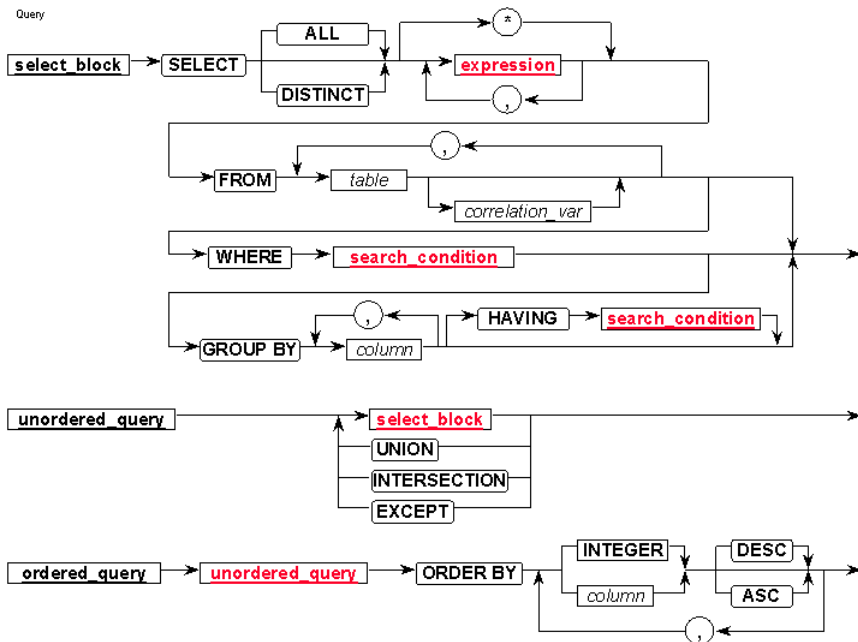 Query
ALL *
select_block SELECT expression
DISTINCT ,
,
FROM table
correlation_var
WHERE search_condition
, HAVING search_condition
GROUP BY column
unordered_query select_block
UNION
INTERSECTION
EXCEPT
INTEGER DESC
ordered_query unordered_query ORDER BY
column ASC
,